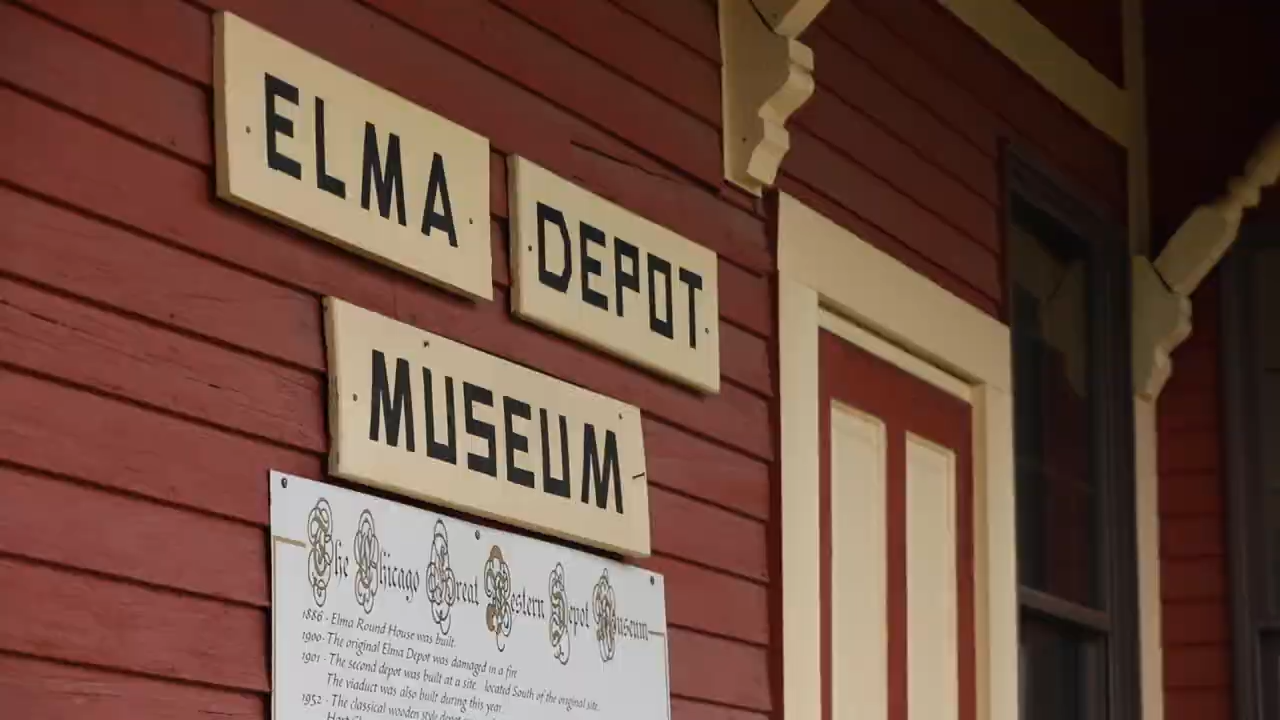 ELMA DEPOT
MUSEUM
The Chicago Great Western Depot Museum
1886 - Elma Round House was built.
1900 - The original Elma Depot was damaged in a fire
1901 - The second depot was built at a site located South of the original site.
The viaduct was also built during this year
1952 - The classical wooden style depot